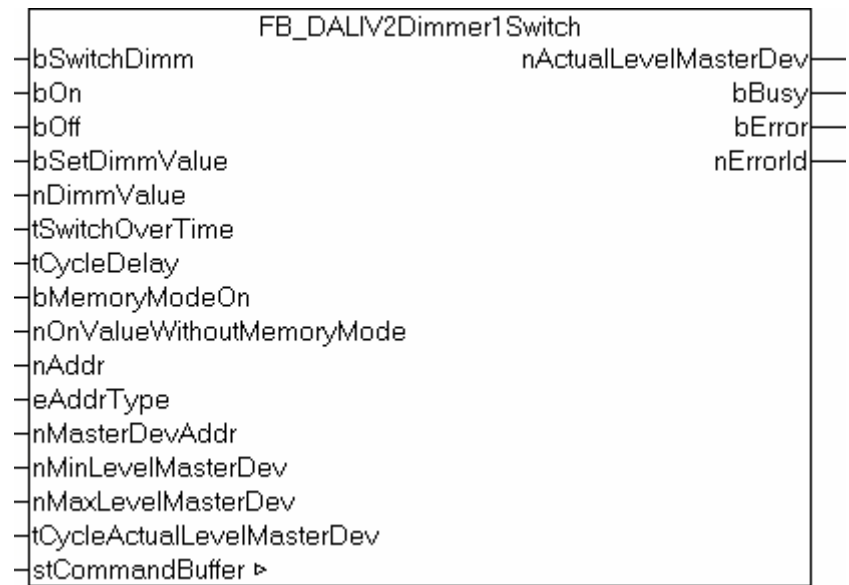 FB_DALIV2Dimmer1Switch
bSwitchDimm nActualLevelMasterDev
bOn bBusy
bOff bError
bSetDimmValue nErrorId
nDimmValue
tSwitchOverTime
tCycleDelay
bMemoryModeOn
nOnValueWithoutMemoryMode
nAddr
eAddrType
nMasterDevAddr
nMinLevelMasterDev
nMaxLevelMasterDev
tCycleActualLevelMasterDev
stCommandBuffer ▹